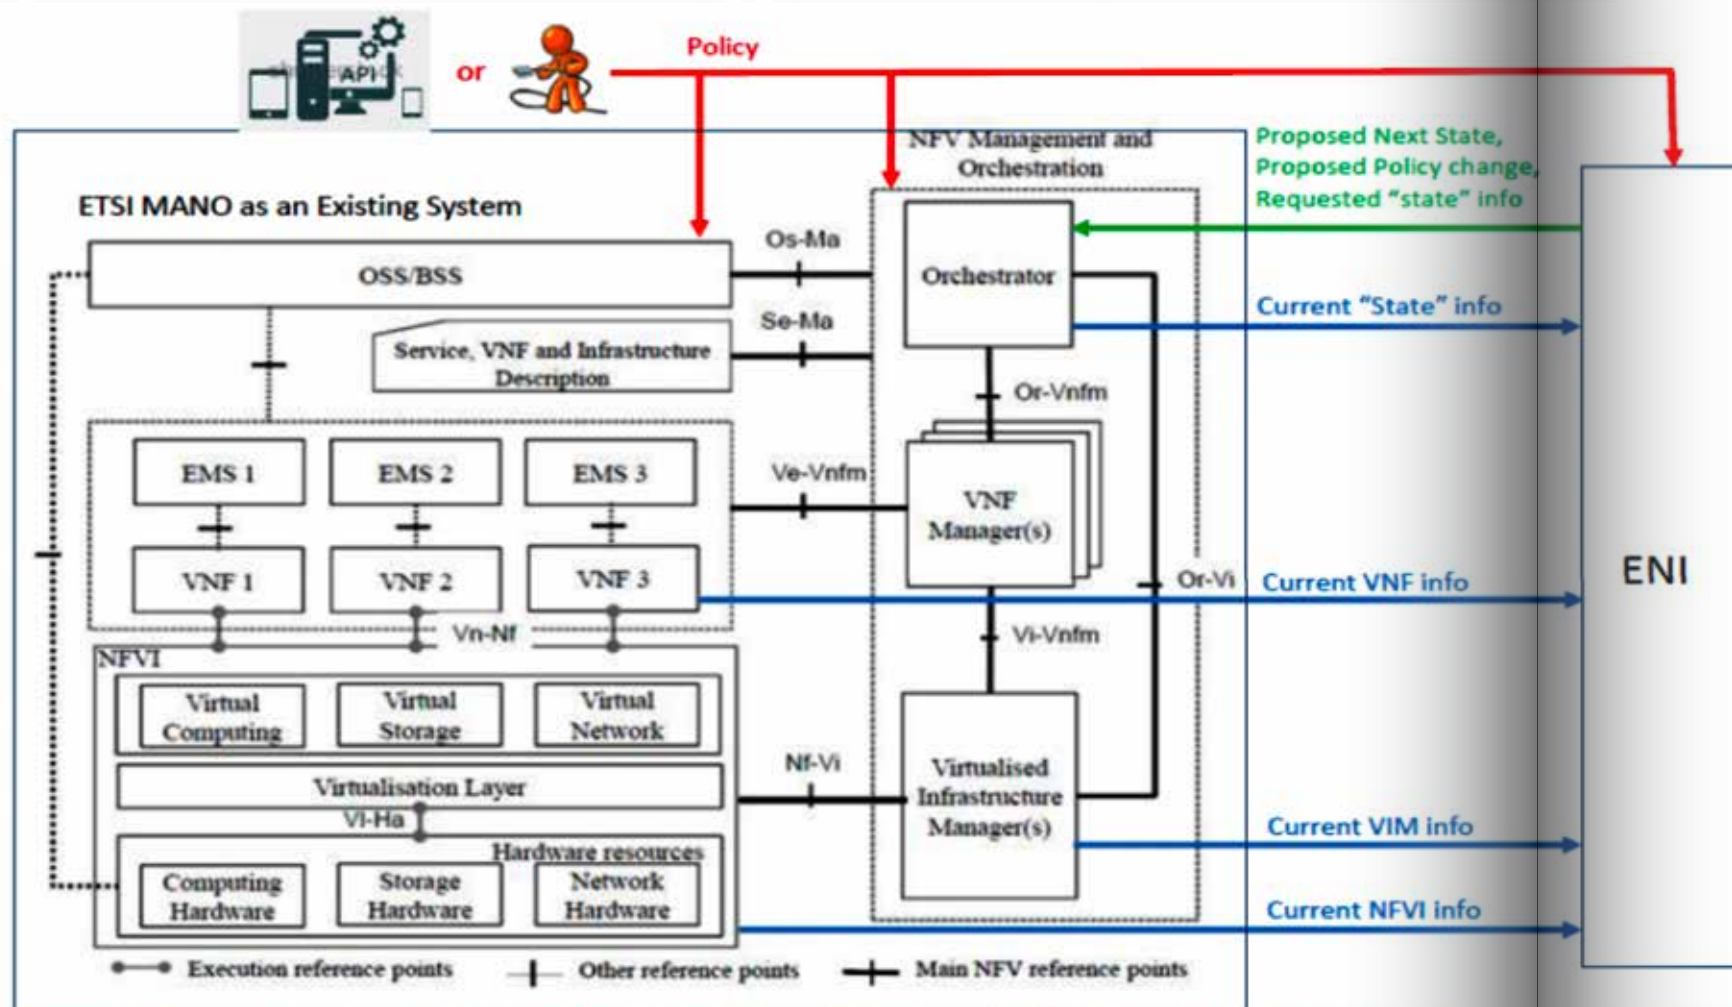 API
or
Policy
NFV Management and
Orchestration
Proposed Next State,
Proposed Policy change,
Requested "state" info
ETSI MANO as an Existing System
Os-Ma
OSS/BSS
Orchestrator
Current "State" info
Se-Ma
Service, VNF and Infrastructure
Description
Or-Vnfm
EMS 1
EMS 2
EMS 3
Ve-Vnfm
VNF
Manager(s)
VNF 1
VNF 2
VNF 3
Or-Vi
Current VNF info
ENI
Vn-Nf
Vi-Vnfm
NFVI
Virtual
Computing
Virtual
Storage
Virtual
Network
Nf-Vi
Virtualised
Infrastructure
Manager(s)
Virtualisation Layer
Vl-Ha
Current VIM info
Hardware resources
Computing
Hardware
Storage
Hardware
Network
Hardware
Current NFVI info
Execution reference points
Other reference points
Main NFV reference points